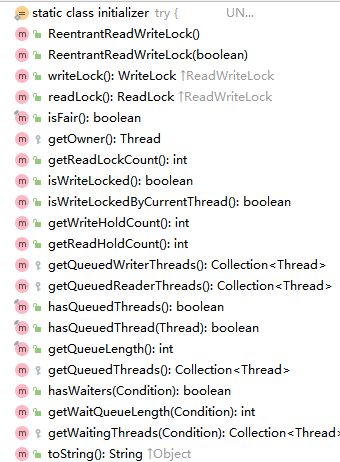 static class initializer try { UN...
m ReentrantReadWriteLock()
m ReentrantReadWriteLock(boolean)
m writeLock(): WriteLock ↑ReadWriteLock
m readLock(): ReadLock ↑ReadWriteLock
m isFair(): boolean
m getOwner(): Thread
m getReadLockCount(): int
m isWriteLocked(): boolean
m isWriteLockedByCurrentThread(): boolean
m getWriteHoldCount(): int
m getReadHoldCount(): int
m getQueuedWriterThreads(): Collection<Thread>
m getQueuedReaderThreads(): Collection<Thread>
m hasQueuedThreads(): boolean
m hasQueuedThread(Thread): boolean
m getQueueLength(): int
m getQueuedThreads(): Collection<Thread>
m hasWaiters(Condition): boolean
m getWaitQueueLength(Condition): int
m getWaitingThreads(Condition): Collection<Thread>
m toString(): String ↑Object